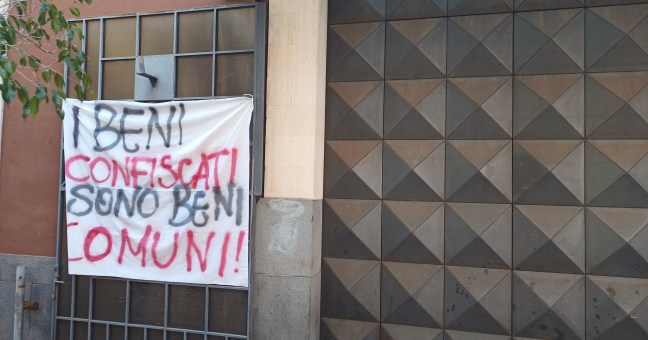 I BENI
CONFISCATI
SONO BENI
COMUNI!